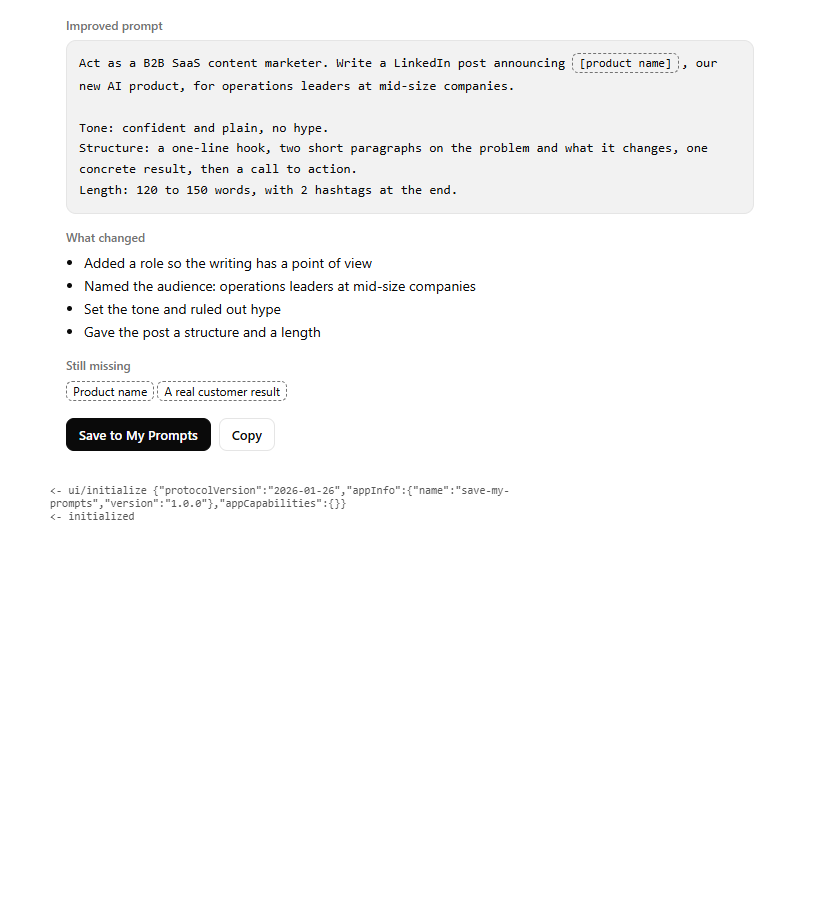 Improved prompt
Act as a B2B SaaS content marketer. Write a LinkedIn post announcing [product name], our
new AI product, for operations leaders at mid-size companies.
Tone: confident and plain, no hype.
Structure: a one-line hook, two short paragraphs on the problem and what it changes, one
concrete result, then a call to action.
Length: 120 to 150 words, with 2 hashtags at the end.
What changed
• Added a role so the writing has a point of view
• Named the audience: operations leaders at mid-size companies
• Set the tone and ruled out hype
• Gave the post a structure and a length
Still missing
Product name A real customer result
Save to My Prompts Copy
<- ui/initialize {"protocolVersion":"2026-01-26","appInfo":{"name":"save-my-
prompts","version":"1.0.0"},"appCapabilities":{}}
<- initialized